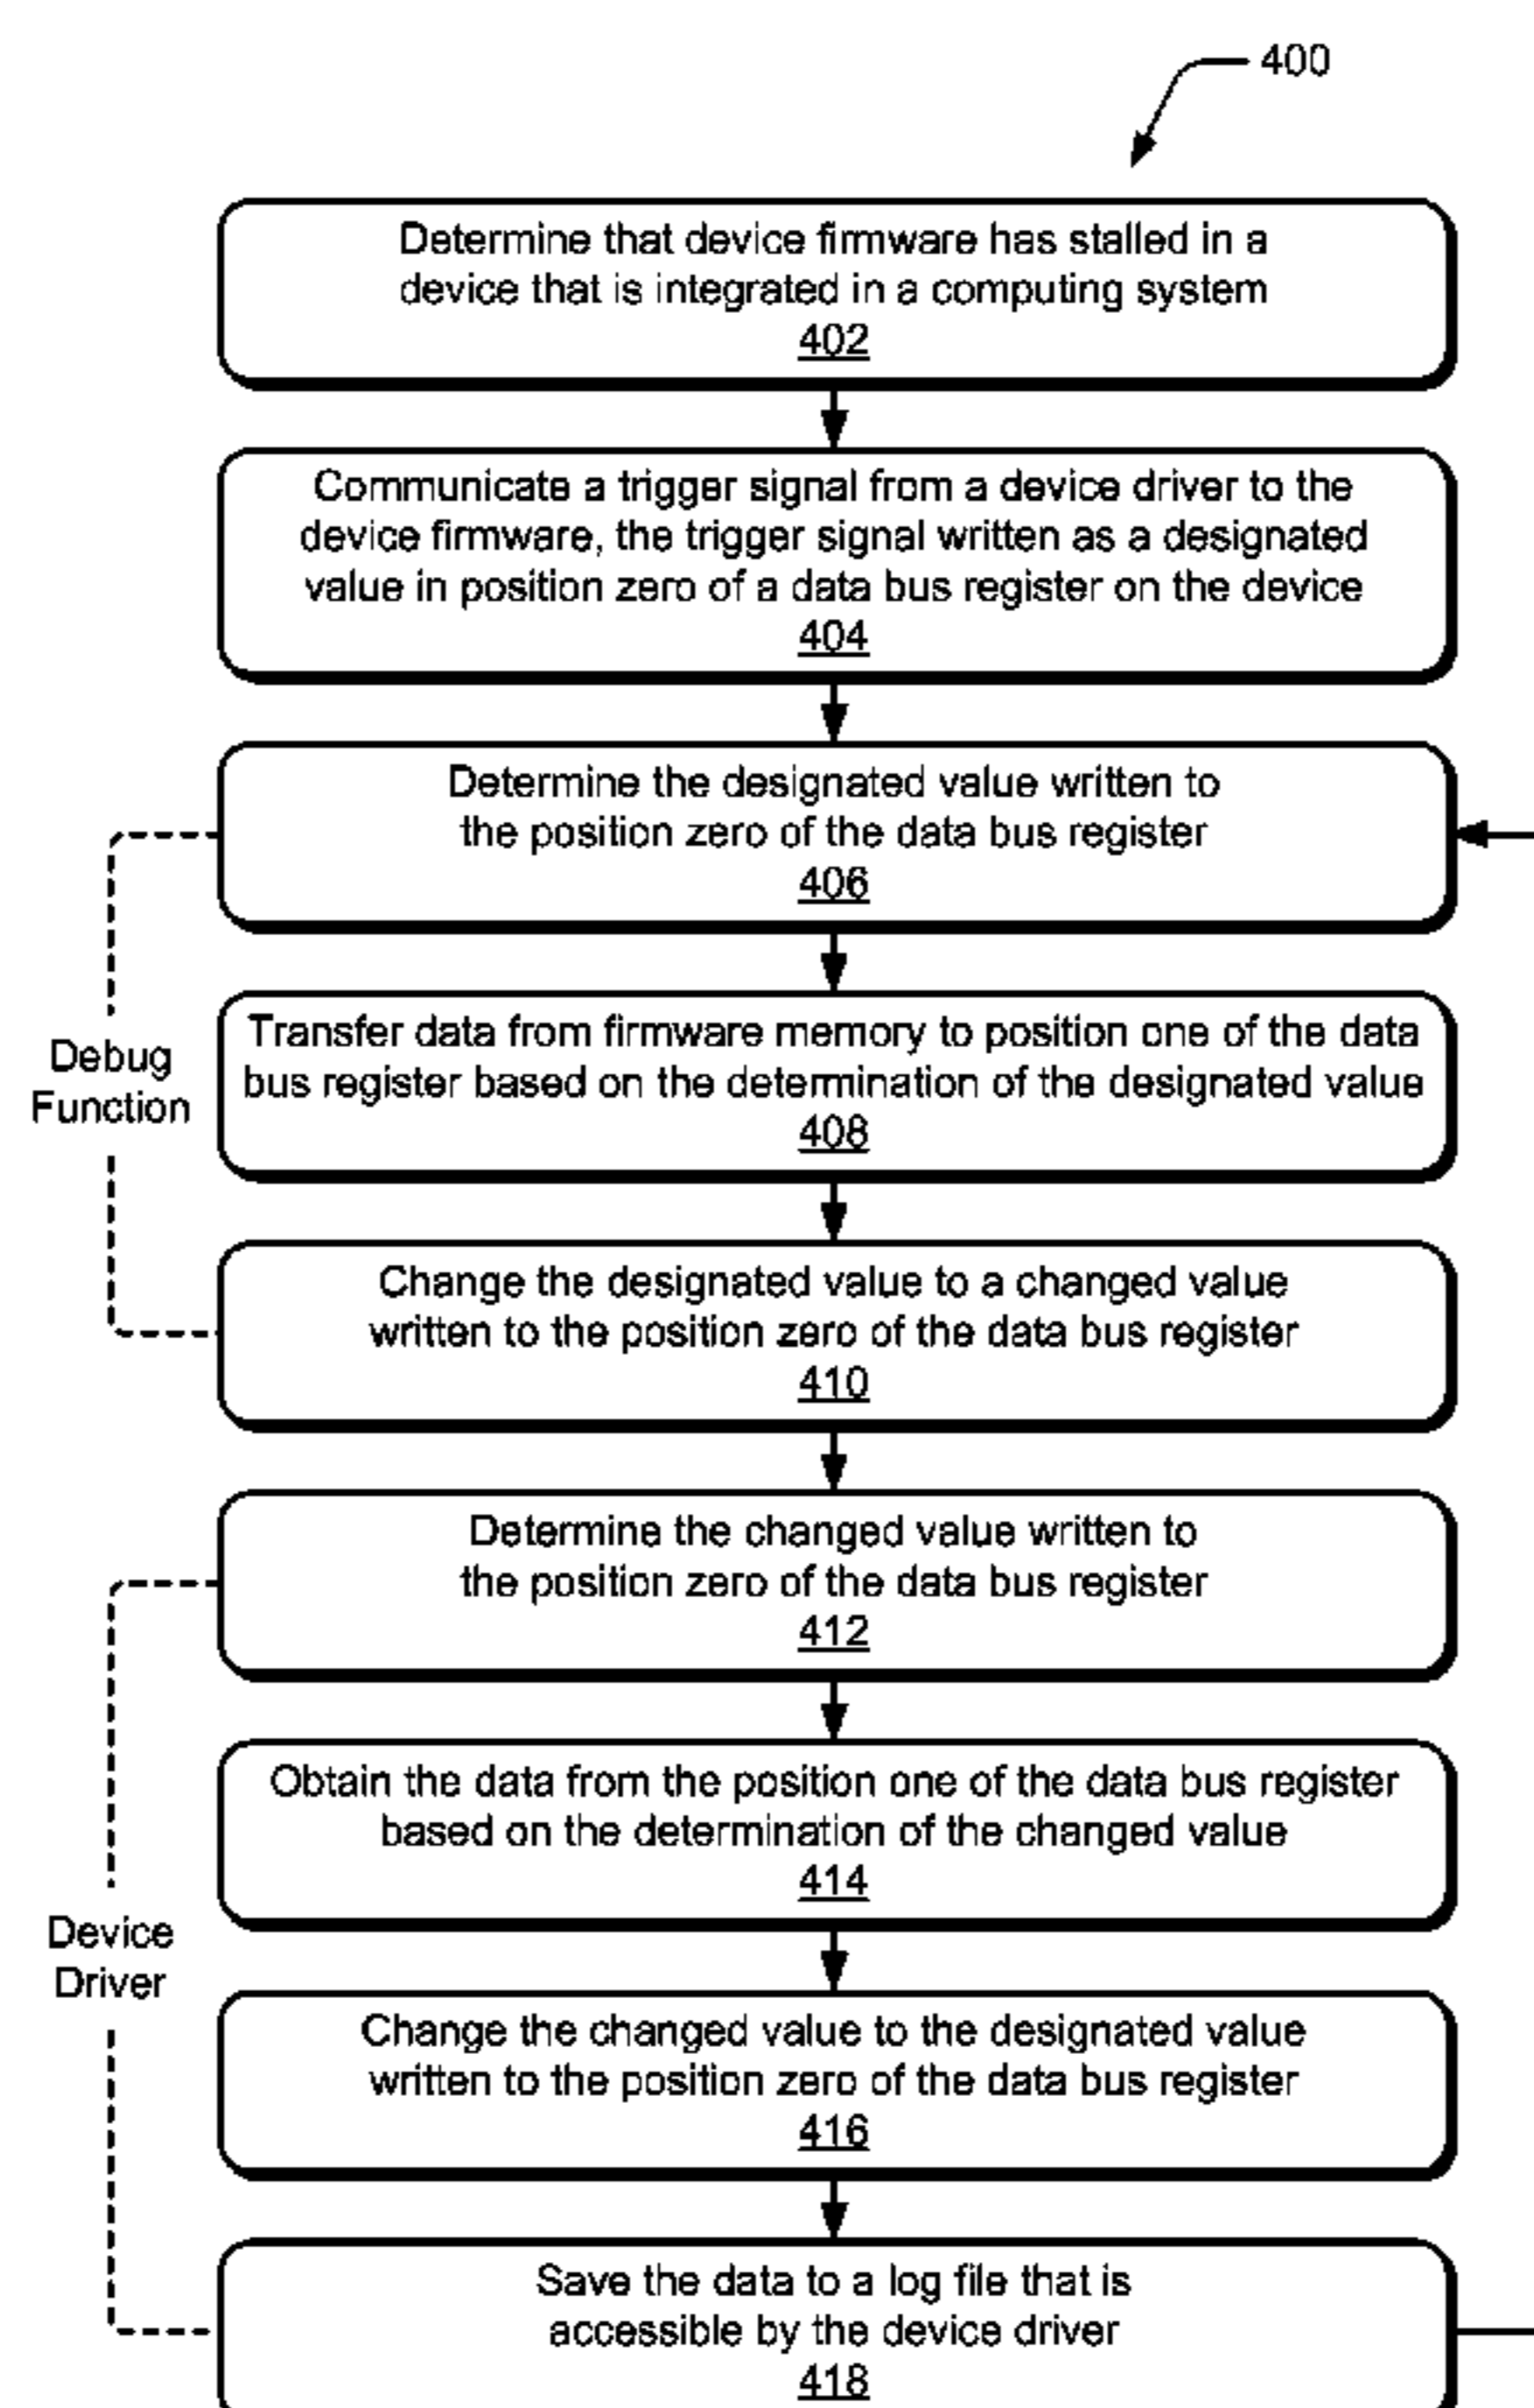 400
Determine that device firmware has stalled in a
device that is integrated in a computing system
402
Communicate a trigger signal from a device driver to the
device firmware, the trigger signal written as a designated
value in position zero of a data bus register on the device
404
Determine the designated value written to
the position zero of the data bus register
406
Debug
Function
Transfer data from firmware memory to position one of the data
bus register based on the determination of the designated value
408
Change the designated value to a changed value
written to the position zero of the data bus register
410
Determine the changed value written to
the position zero of the data bus register
412
Obtain the data from the position one of the data bus register
based on the determination of the changed value
414
Device
Driver
Change the changed value to the designated value
written to the position zero of the data bus register
416
Save the data to a log file that is
accessible by the device driver
418